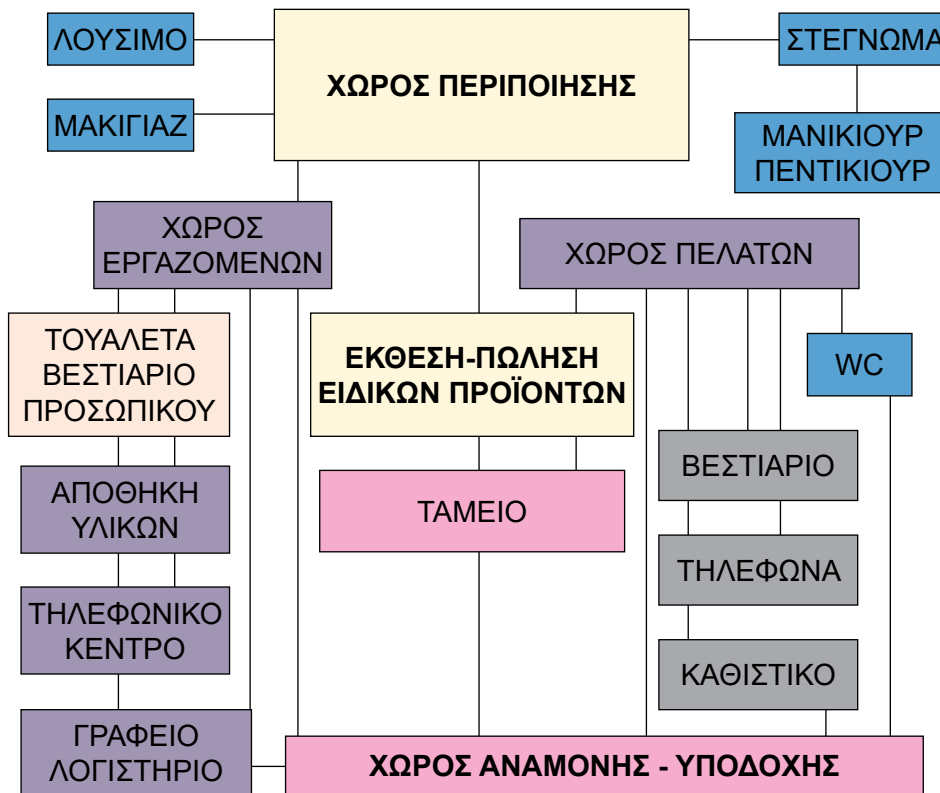 ΛΟΥΣΙΜΟ
ΧΩΡΟΣ ΠΕΡΙΠΟΙΗΣΗΣ
ΣΤΕΓΝΩΜΑ
ΜΑΚΙΓΙΑΖ
ΜΑΝΙΚΙΟΥΡ
ΠΕΝΤΙΚΙΟΥΡ
ΧΩΡΟΣ
ΕΡΓΑΖΟΜΕΝΩΝ
ΧΩΡΟΣ ΠΕΛΑΤΩΝ
ΤΟΥΑΛΕΤΑ
ΒΕΣΤΙΑΡΙΟ
ΠΡΟΣΩΠΙΚΟΥ
ΕΚΘΕΣΗ-ΠΩΛΗΣΗ
ΕΙΔΙΚΩΝ ΠΡΟΪΟΝΤΩΝ
WC
ΑΠΟΘΗΚΗ
ΥΛΙΚΩΝ
ΤΑΜΕΙΟ
ΒΕΣΤΙΑΡΙΟ
ΤΗΛΕΦΩΝΑ
ΤΗΛΕΦΩΝΙΚΟ
ΚΕΝΤΡΟ
ΚΑΘΙΣΤΙΚΟ
ΓΡΑΦΕΙΟ
ΛΟΓΙΣΤΗΡΙΟ
ΧΩΡΟΣ ΑΝΑΜΟΝΗΣ - ΥΠΟΔΟΧΗΣ